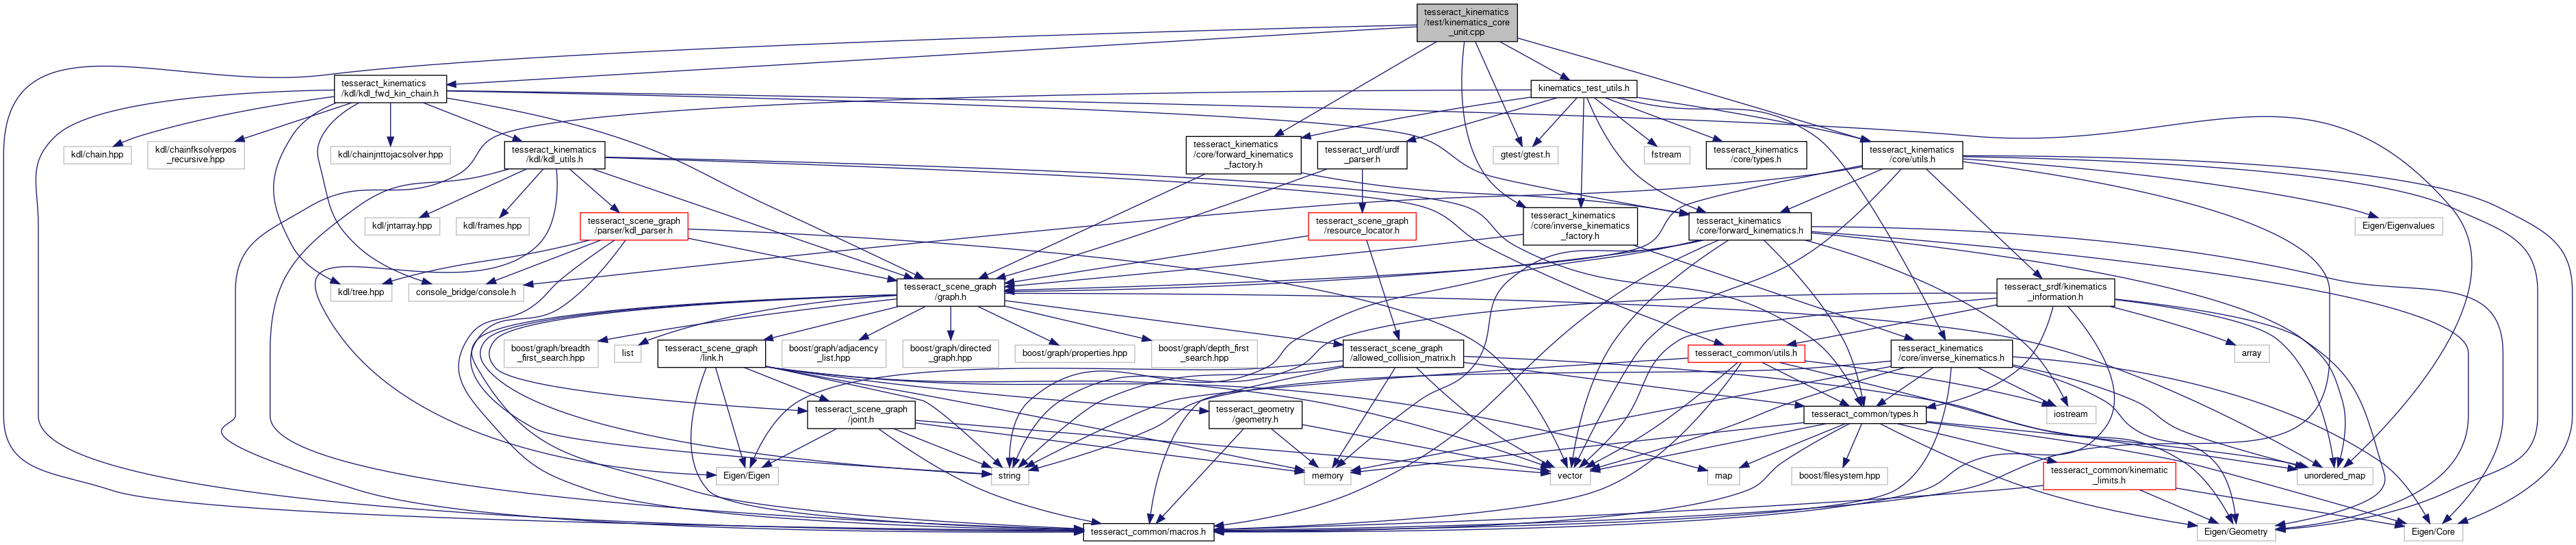 tesseract_kinematics
/test/kinematics_core
_unit.cpp
tesseract_kinematics
/kdl/kdl_fwd_kin_chain.h
kinematics_test_utils.h
kdl/chain.hpp
kdl/chainfksolverpos
_recursive.hpp
kdl/chainjnttojacsolver.hpp
tesseract_kinematics
/kdl/kdl_utils.h
tesseract_kinematics
/core/forward_kinematics
_factory.h
tesseract_urdf/urdf
_parser.h
gtest/gtest.h
fstream
tesseract_kinematics
/core/types.h
tesseract_kinematics
/core/utils.h
kdl/jntarray.hpp
kdl/frames.hpp
tesseract_scene_graph
/parser/kdl_parser.h
tesseract_scene_graph
/resource_locator.h
tesseract_kinematics
/core/inverse_kinematics
_factory.h
tesseract_kinematics
/core/forward_kinematics.h
Eigen/Eigenvalues
kdl/tree.hpp
console_bridge/console.h
tesseract_scene_graph
/graph.h
tesseract_srdf/kinematics
_information.h
boost/graph/breadth
_first_search.hpp
list
tesseract_scene_graph
/link.h
boost/graph/adjacency
_list.hpp
boost/graph/directed
_graph.hpp
boost/graph/properties.hpp
boost/graph/depth_first
_search.hpp
tesseract_scene_graph
/allowed_collision_matrix.h
tesseract_common/utils.h
tesseract_kinematics
/core/inverse_kinematics.h
array
tesseract_scene_graph
/joint.h
tesseract_geometry
/geometry.h
tesseract_common/types.h
iostream
Eigen/Eigen
string
memory
vector
map
boost/filesystem.hpp
tesseract_common/kinematic
_limits.h
unordered_map
tesseract_common/macros.h
Eigen/Geometry
Eigen/Core